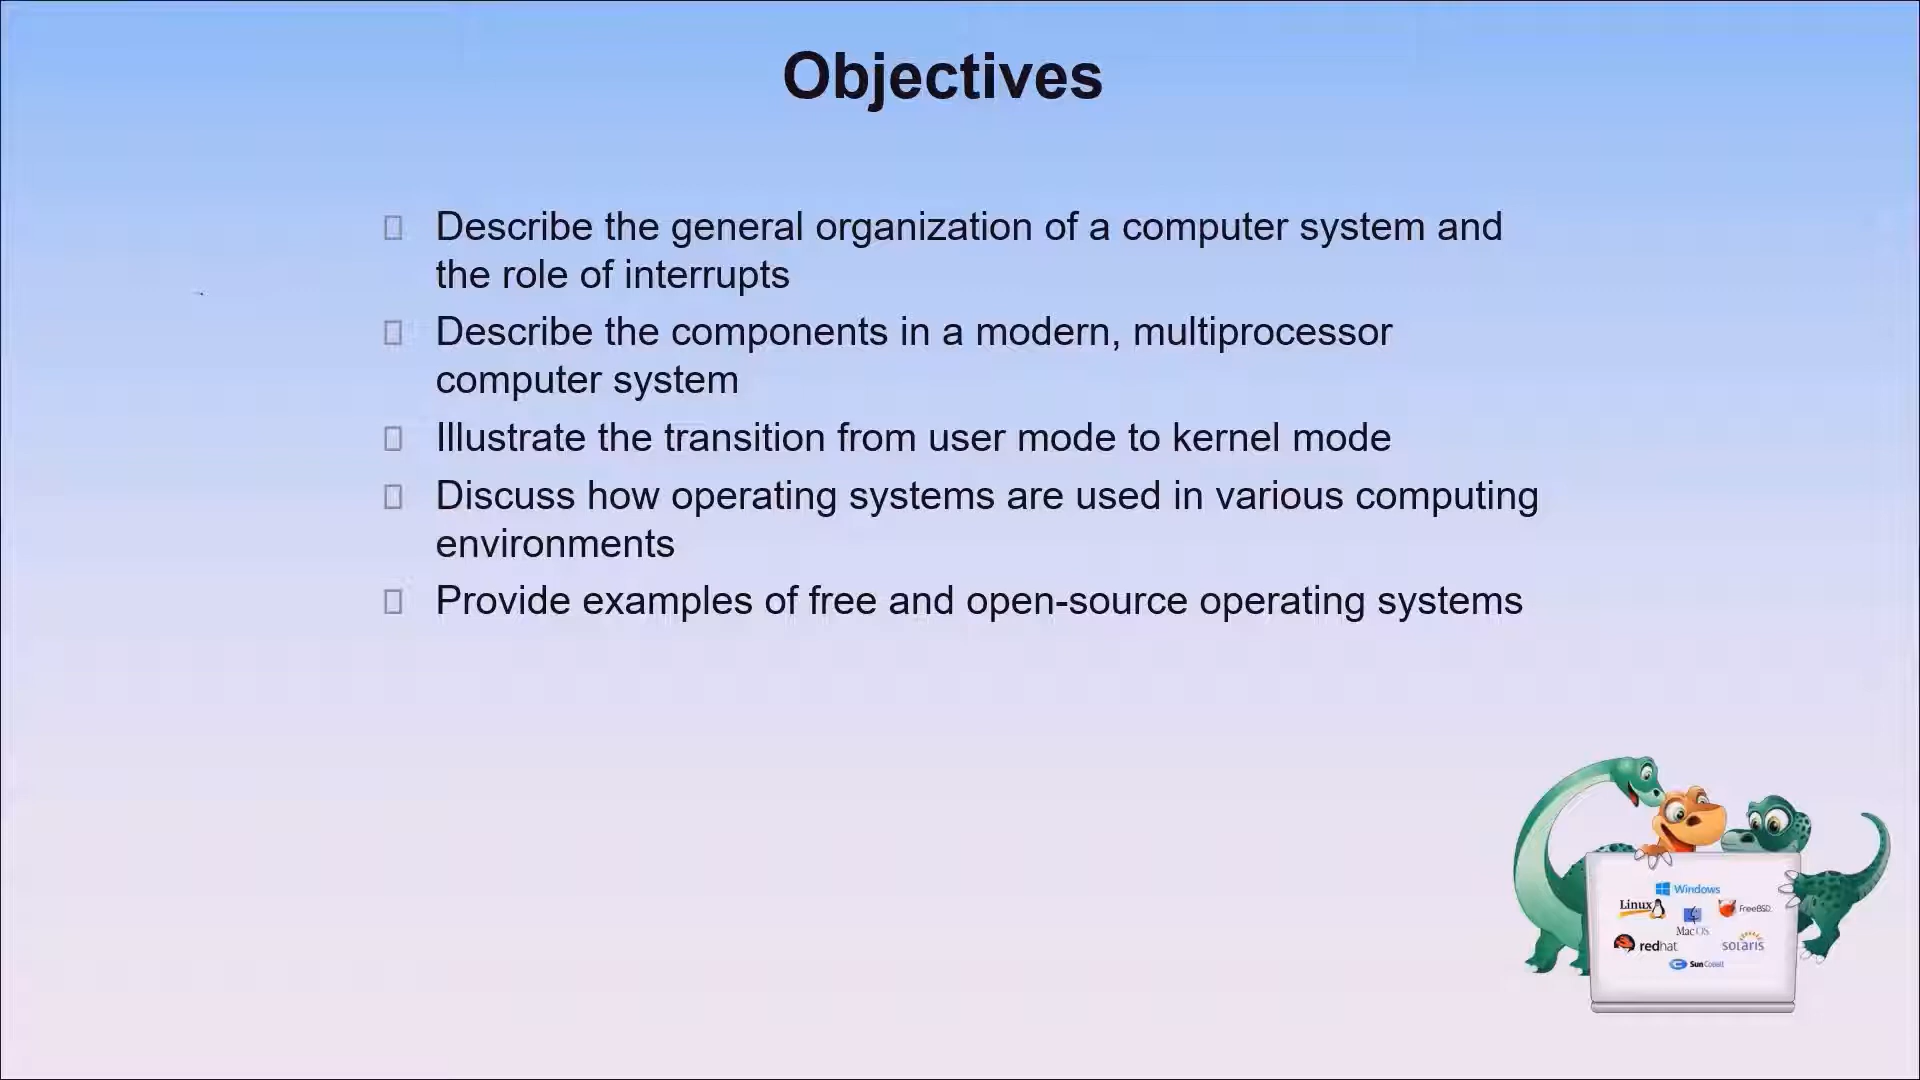 Objectives
Describe the general organization of a computer system and
the role of interrupts
Describe the components in a modern, multiprocessor
computer system
Illustrate the transition from user mode to kernel mode
Discuss how operating systems are used in various computing
environments
Provide examples of free and open-source operating systems
Windows
Linux
FreeBSD
Mac OS
redhat
solaris
Sun Cobalt